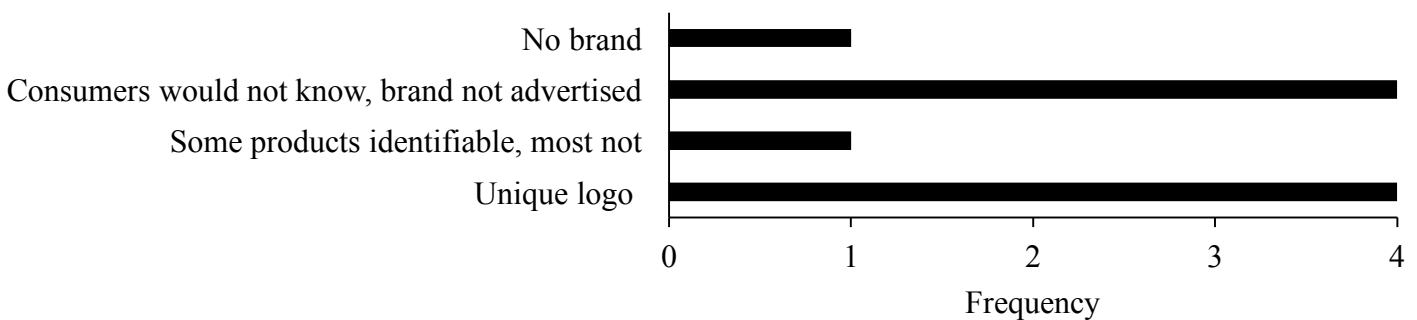 No brand
Consumers would not know, brand not advertised
Some products identifiable, most not
Unique logo
0 1 2 3 4
Frequency